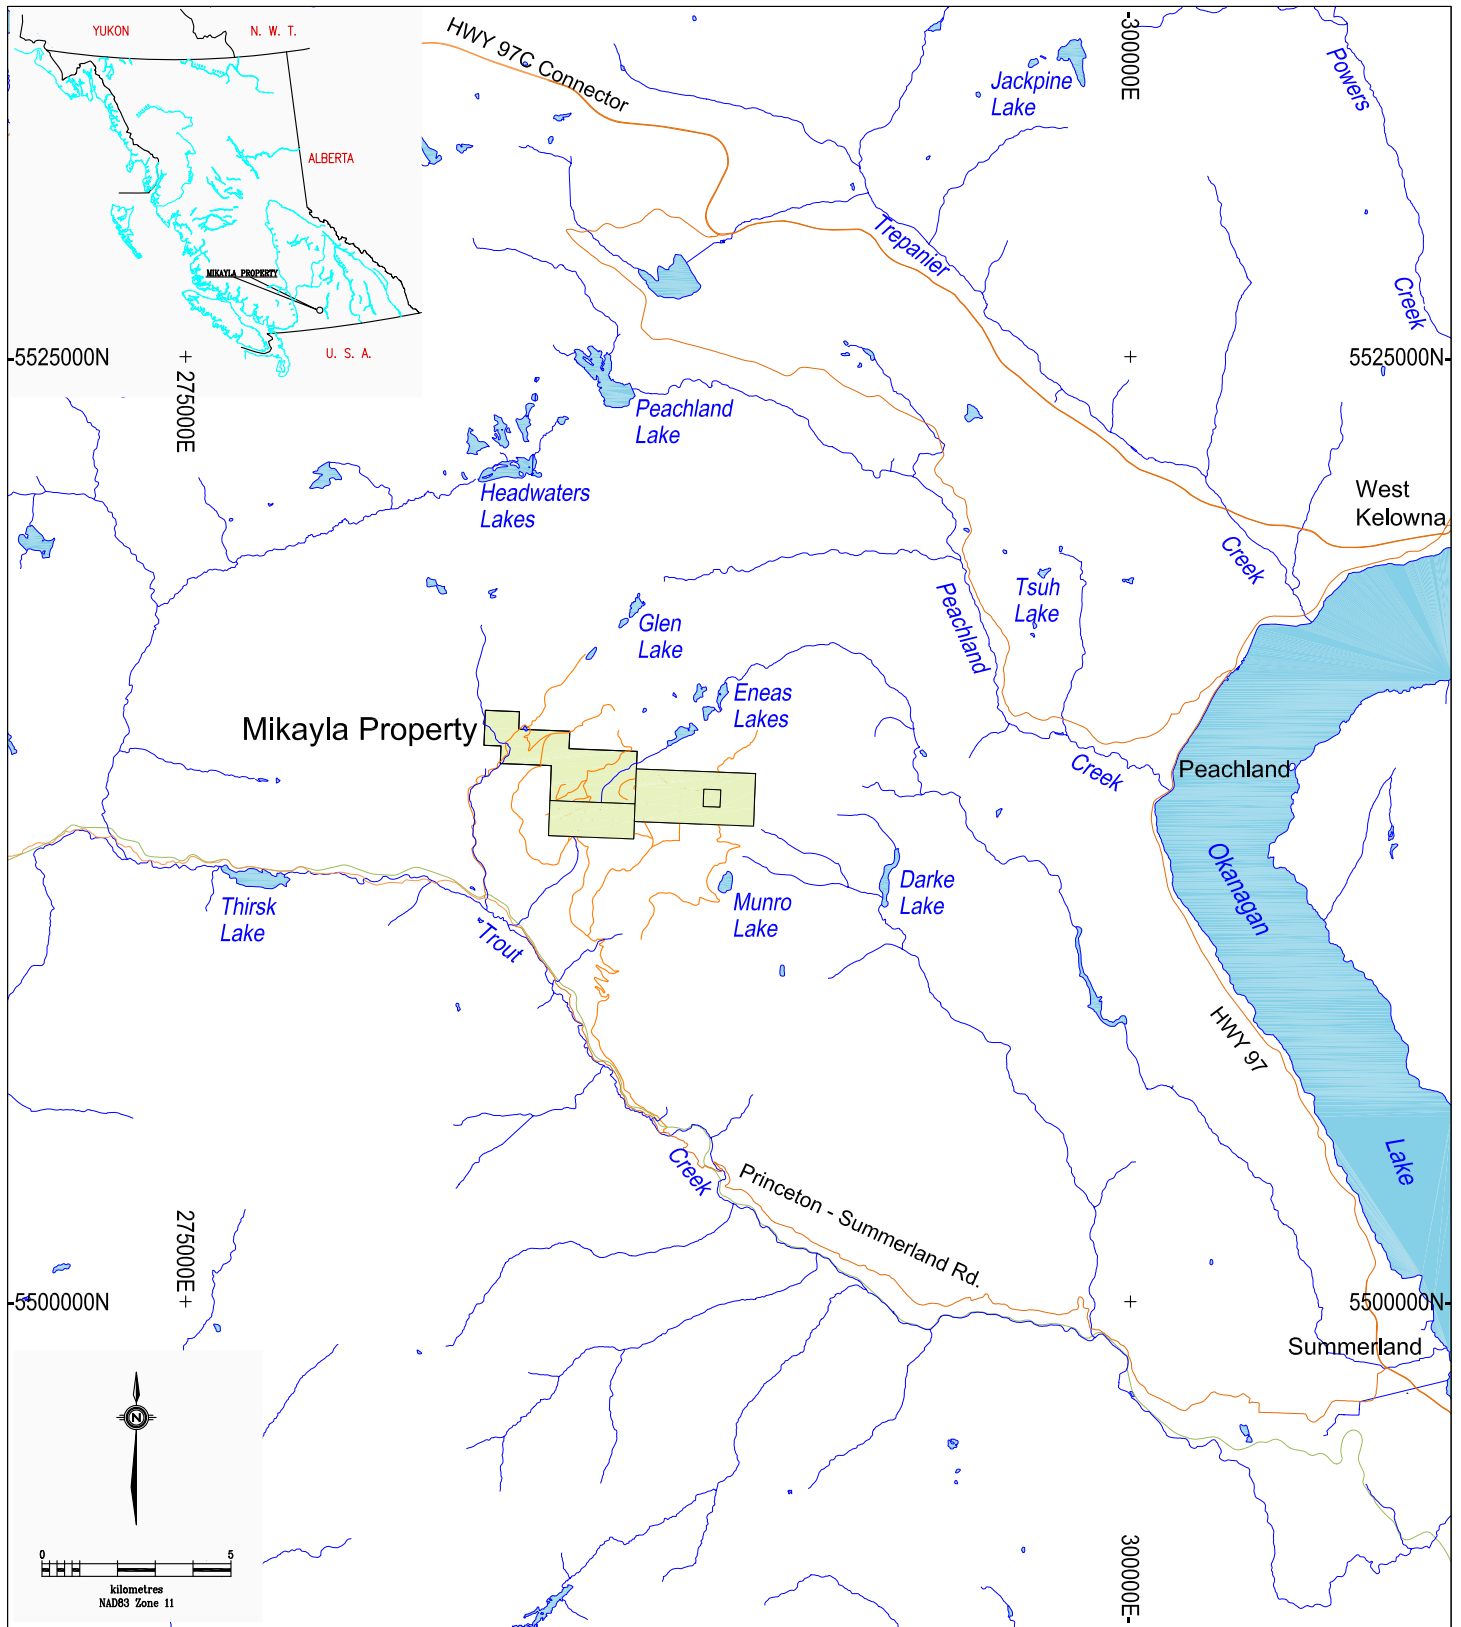 YUKON
N. W. T.
ALBERTA
MIKAYLA PROPERTY
U. S. A.
HWY 97C Connector
Jackpine
Lake
300000E
Powers
Creek
Trepanier
Creek
5525000N
275000E
5525000N
Peachland
Lake
Headwaters
Lakes
West
Kelowna
Tsuh
Lake
Peachland
Creek
Glen
Lake
Eneas
Lakes
Mikayla Property
Peachland
Okanagan
Lake
Thirsk
Lake
Munro
Lake
Darke
Lake
Trout
Creek
HWY 97
Princeton - Summerland Rd.
275000E
5500000N
5500000N
Summerland
N
0 5
kilometres
NAD83 Zone 11
300000E